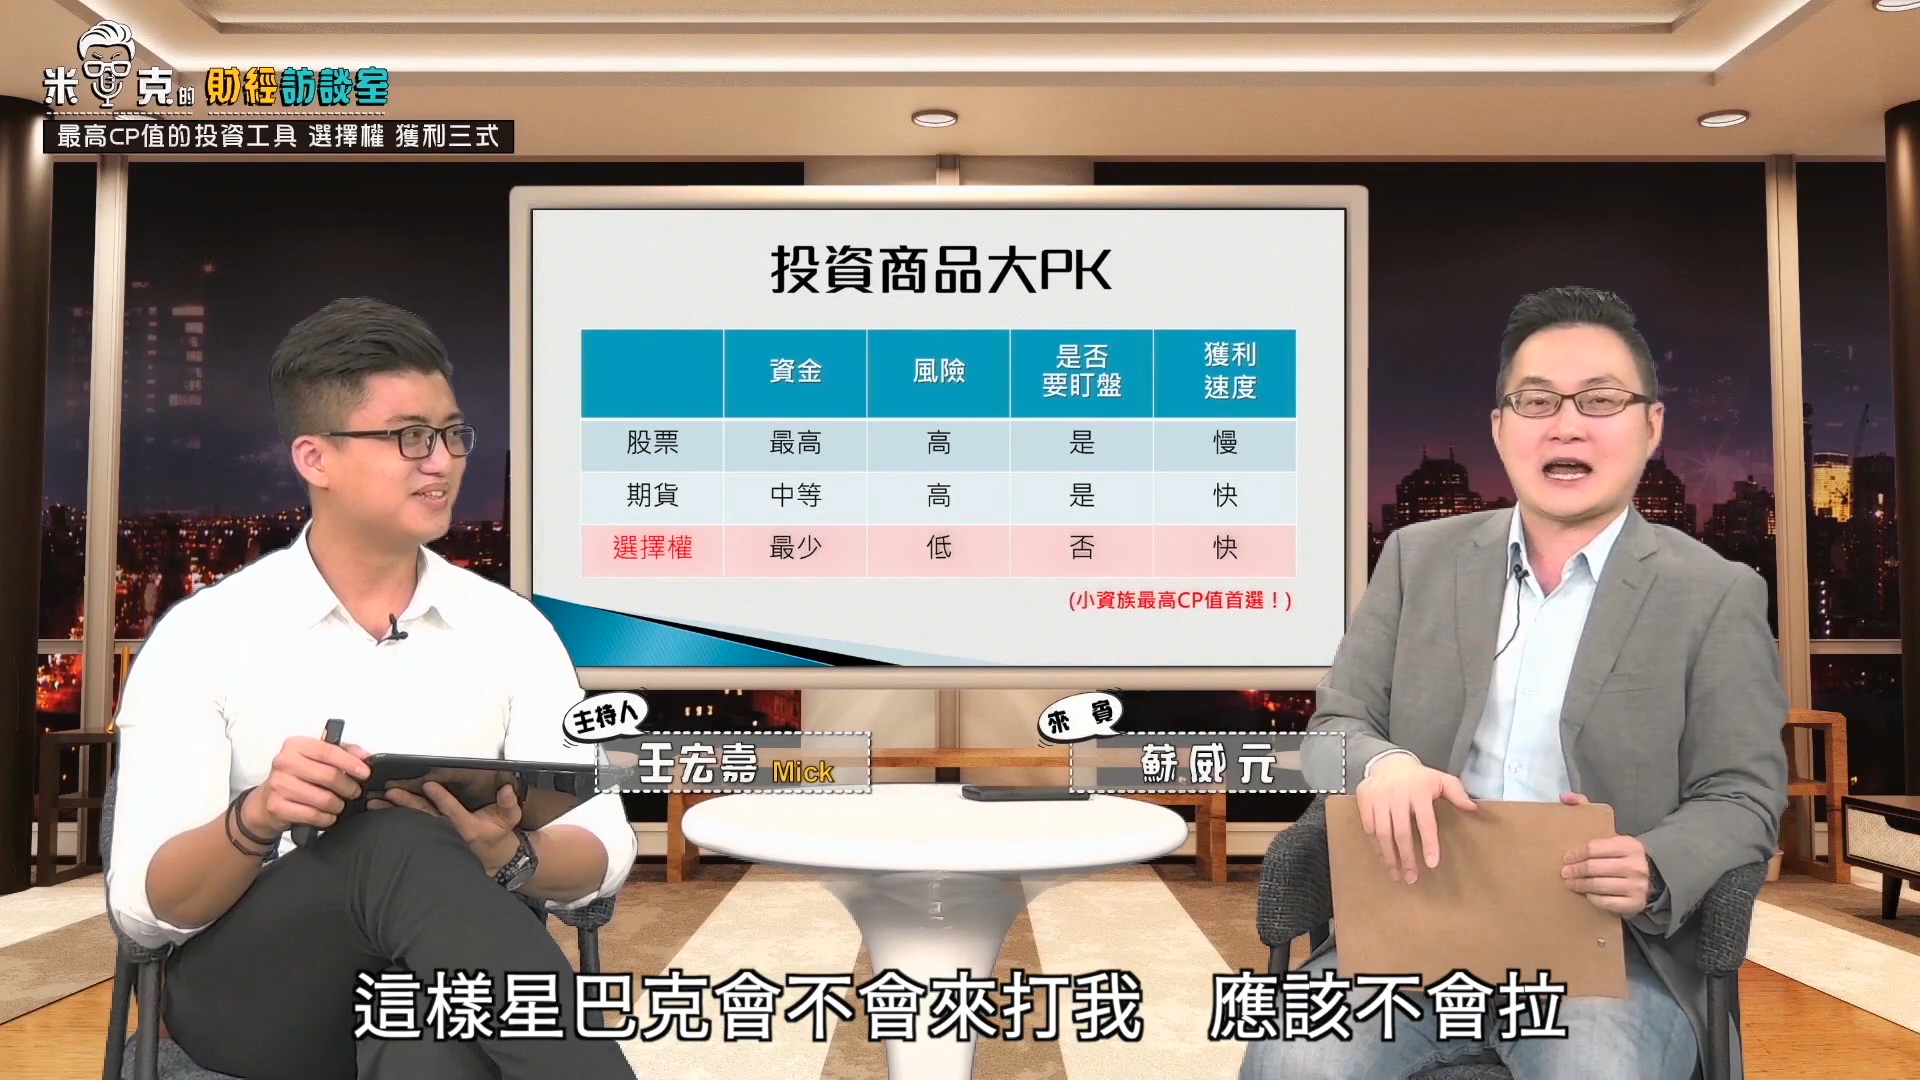 米克的 財經訪談室
最高CP值的投資工具 選擇權 獲利三式
投資商品大PK
資金 風險 是否要盯盤 獲利速度
股票 最高 高 是 慢
期貨 中等 高 是 快
選擇權 最少 低 否 快
(小資族最高CP值首選！)
主持人
王宏嘉 Mick
來賓
蘇威元
這樣星巴克會不會來打我 應該不會拉